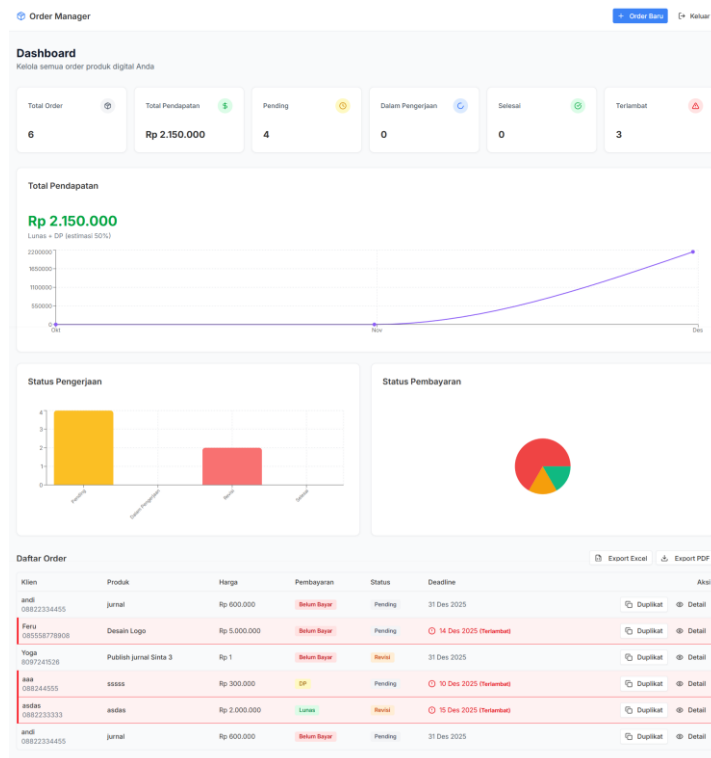 Order Manager
+ Order Baru
Keluar
Dashboard
Kelola semua order produk digital Anda
Total Order
6
Total Pendapatan
Rp 2.150.000
Pending
4
Dalam Pengerjaan
0
Selesai
0
Terlambat
3
Total Pendapatan
Rp 2.150.000
Lunas + DP (estimasi 50%)
2200000
1650000
1100000
550000
0
Okt
Nov
Des
Status Pengerjaan
4
3
2
1
0
Pending
Dalam Pengerjaan
Revisi
Selesai
Status Pembayaran
Daftar Order
Export Excel
Export PDF
Klien Produk Harga Pembayaran Status Deadline Aksi
andi
08822334455
jurnal Rp 600.000 Belum Bayar Pending 31 Des 2025 Duplikat Detail
Feru
085558778908
Desain Logo Rp 5.000.000 Belum Bayar Pending 14 Des 2025 (Terlambat) Duplikat Detail
Yoga
8097241526
Publish jurnal Sinta 3 Rp 1 Belum Bayar Revisi 31 Des 2025 Duplikat Detail
aaa
088244555
sssss Rp 300.000 DP Pending 10 Des 2025 (Terlambat) Duplikat Detail
asdas
0882233333
asdas Rp 2.000.000 Lunas Revisi 15 Des 2025 (Terlambat) Duplikat Detail
andi
08822334455
jurnal Rp 600.000 Belum Bayar Pending 31 Des 2025 Duplikat Detail